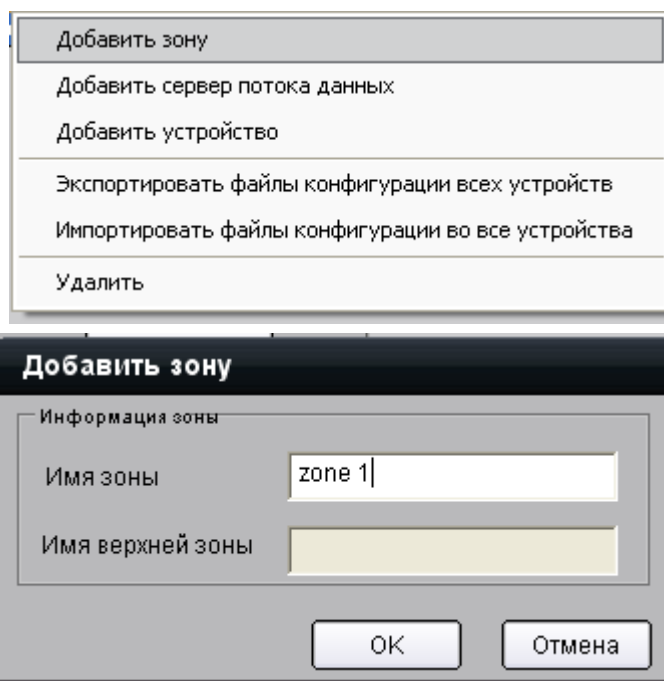 Добавить зону
Добавить сервер потока данных
Добавить устройство
Экспортировать файлы конфигурации всех устройств
Импортировать файлы конфигурации во все устройства
Удалить
Добавить зону
Информация зоны
Имя зоны zone 1
Имя верхней зоны
OK Отмена